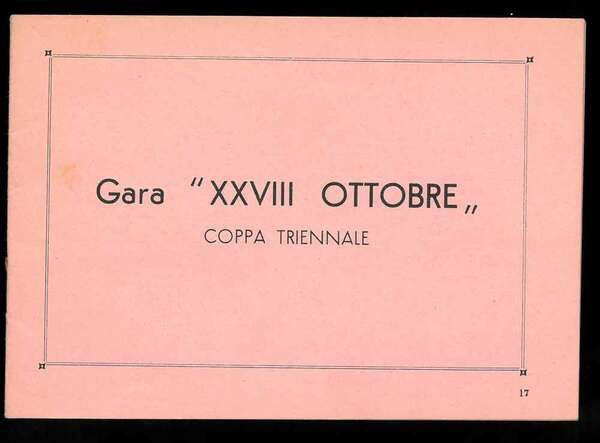 Gara "XXVIII OTTOBRE„
COPPA TRIENNALE
17